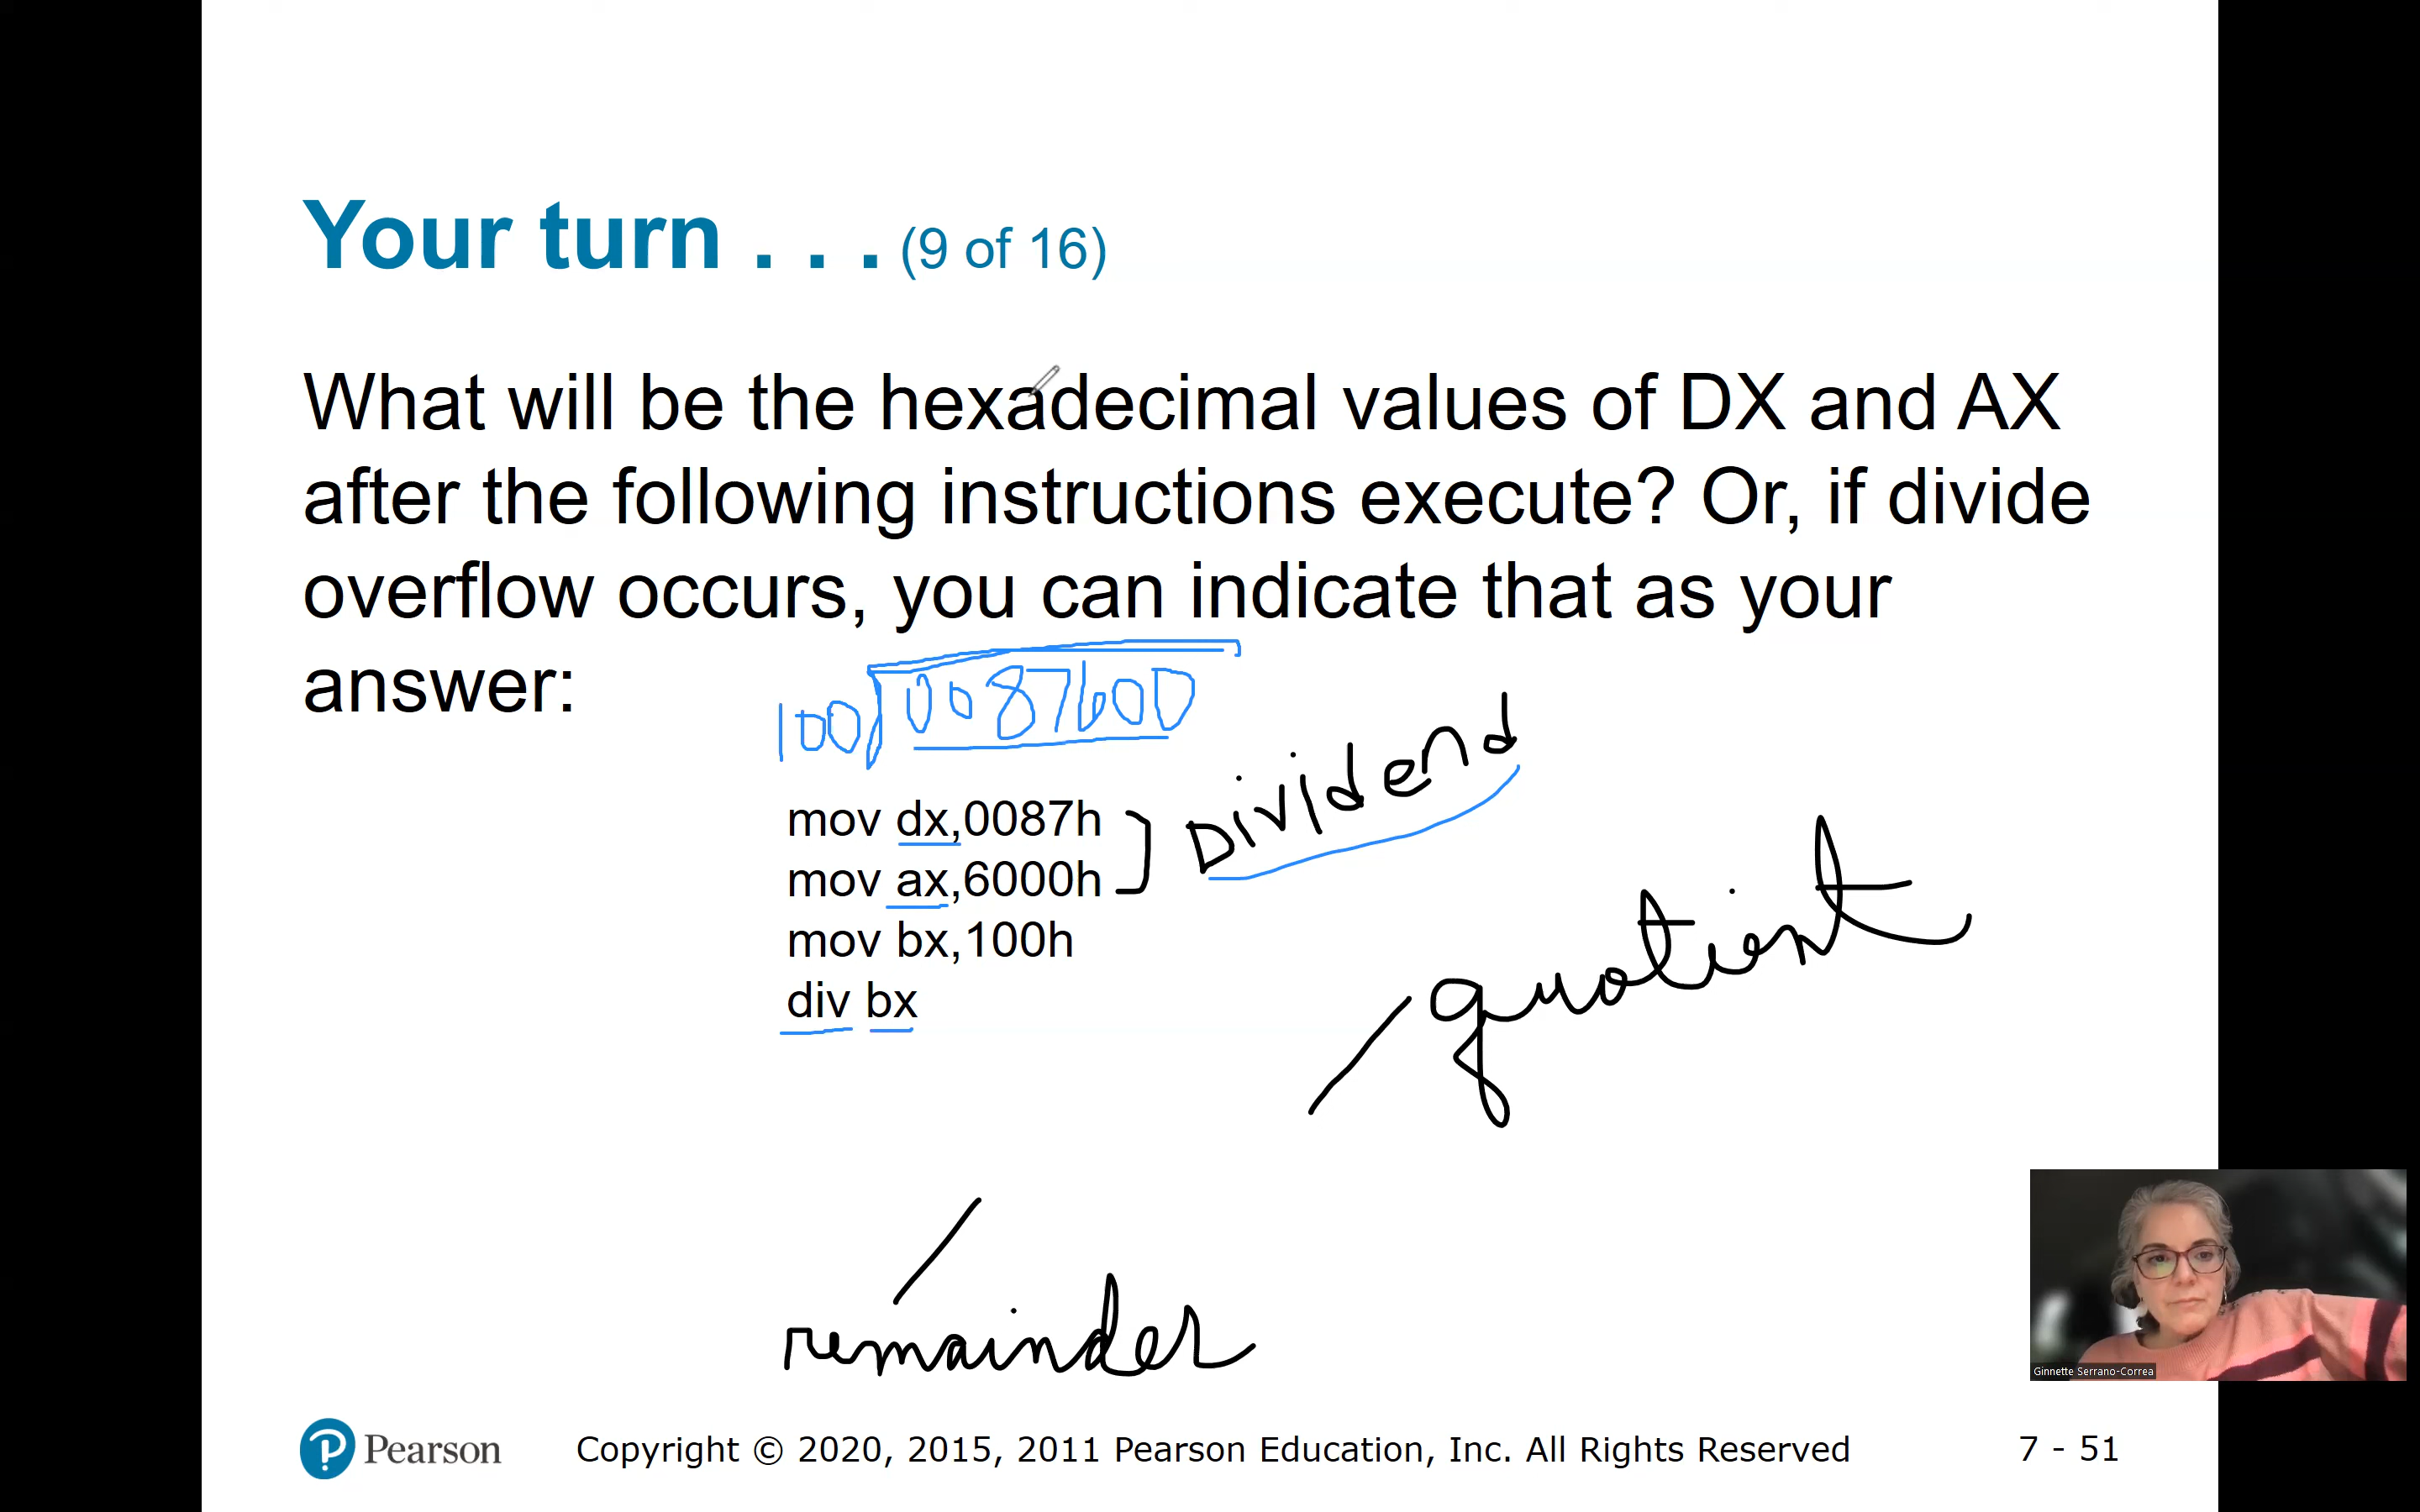 Your turn . . . (9 of 16)
What will be the hexadecimal values of DX and AX
after the following instructions execute? Or, if divide
overflow occurs, you can indicate that as your
answer:
100 0087600
mov dx,0087h
mov ax,6000h
mov bx,100h
div bx
Dividend
quotient
remainder
Ginnette Serrano-Correa
Pearson
Copyright © 2020, 2015, 2011 Pearson Education, Inc. All Rights Reserved
7 - 51